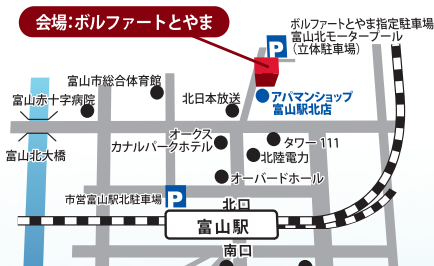 会場：ボルファートとやま
P
ボルファートとやま指定駐車場
富山北モータープール
（立体駐車場）
富山市総合体育館
富山赤十字病院
北日本放送
アパマンショップ
富山駅北店
オークス
カナルパークホテル
タワー111
北陸電力
富山北大橋
オーバードホール
市営富山駅北駐車場
P
北口
富山駅
南口